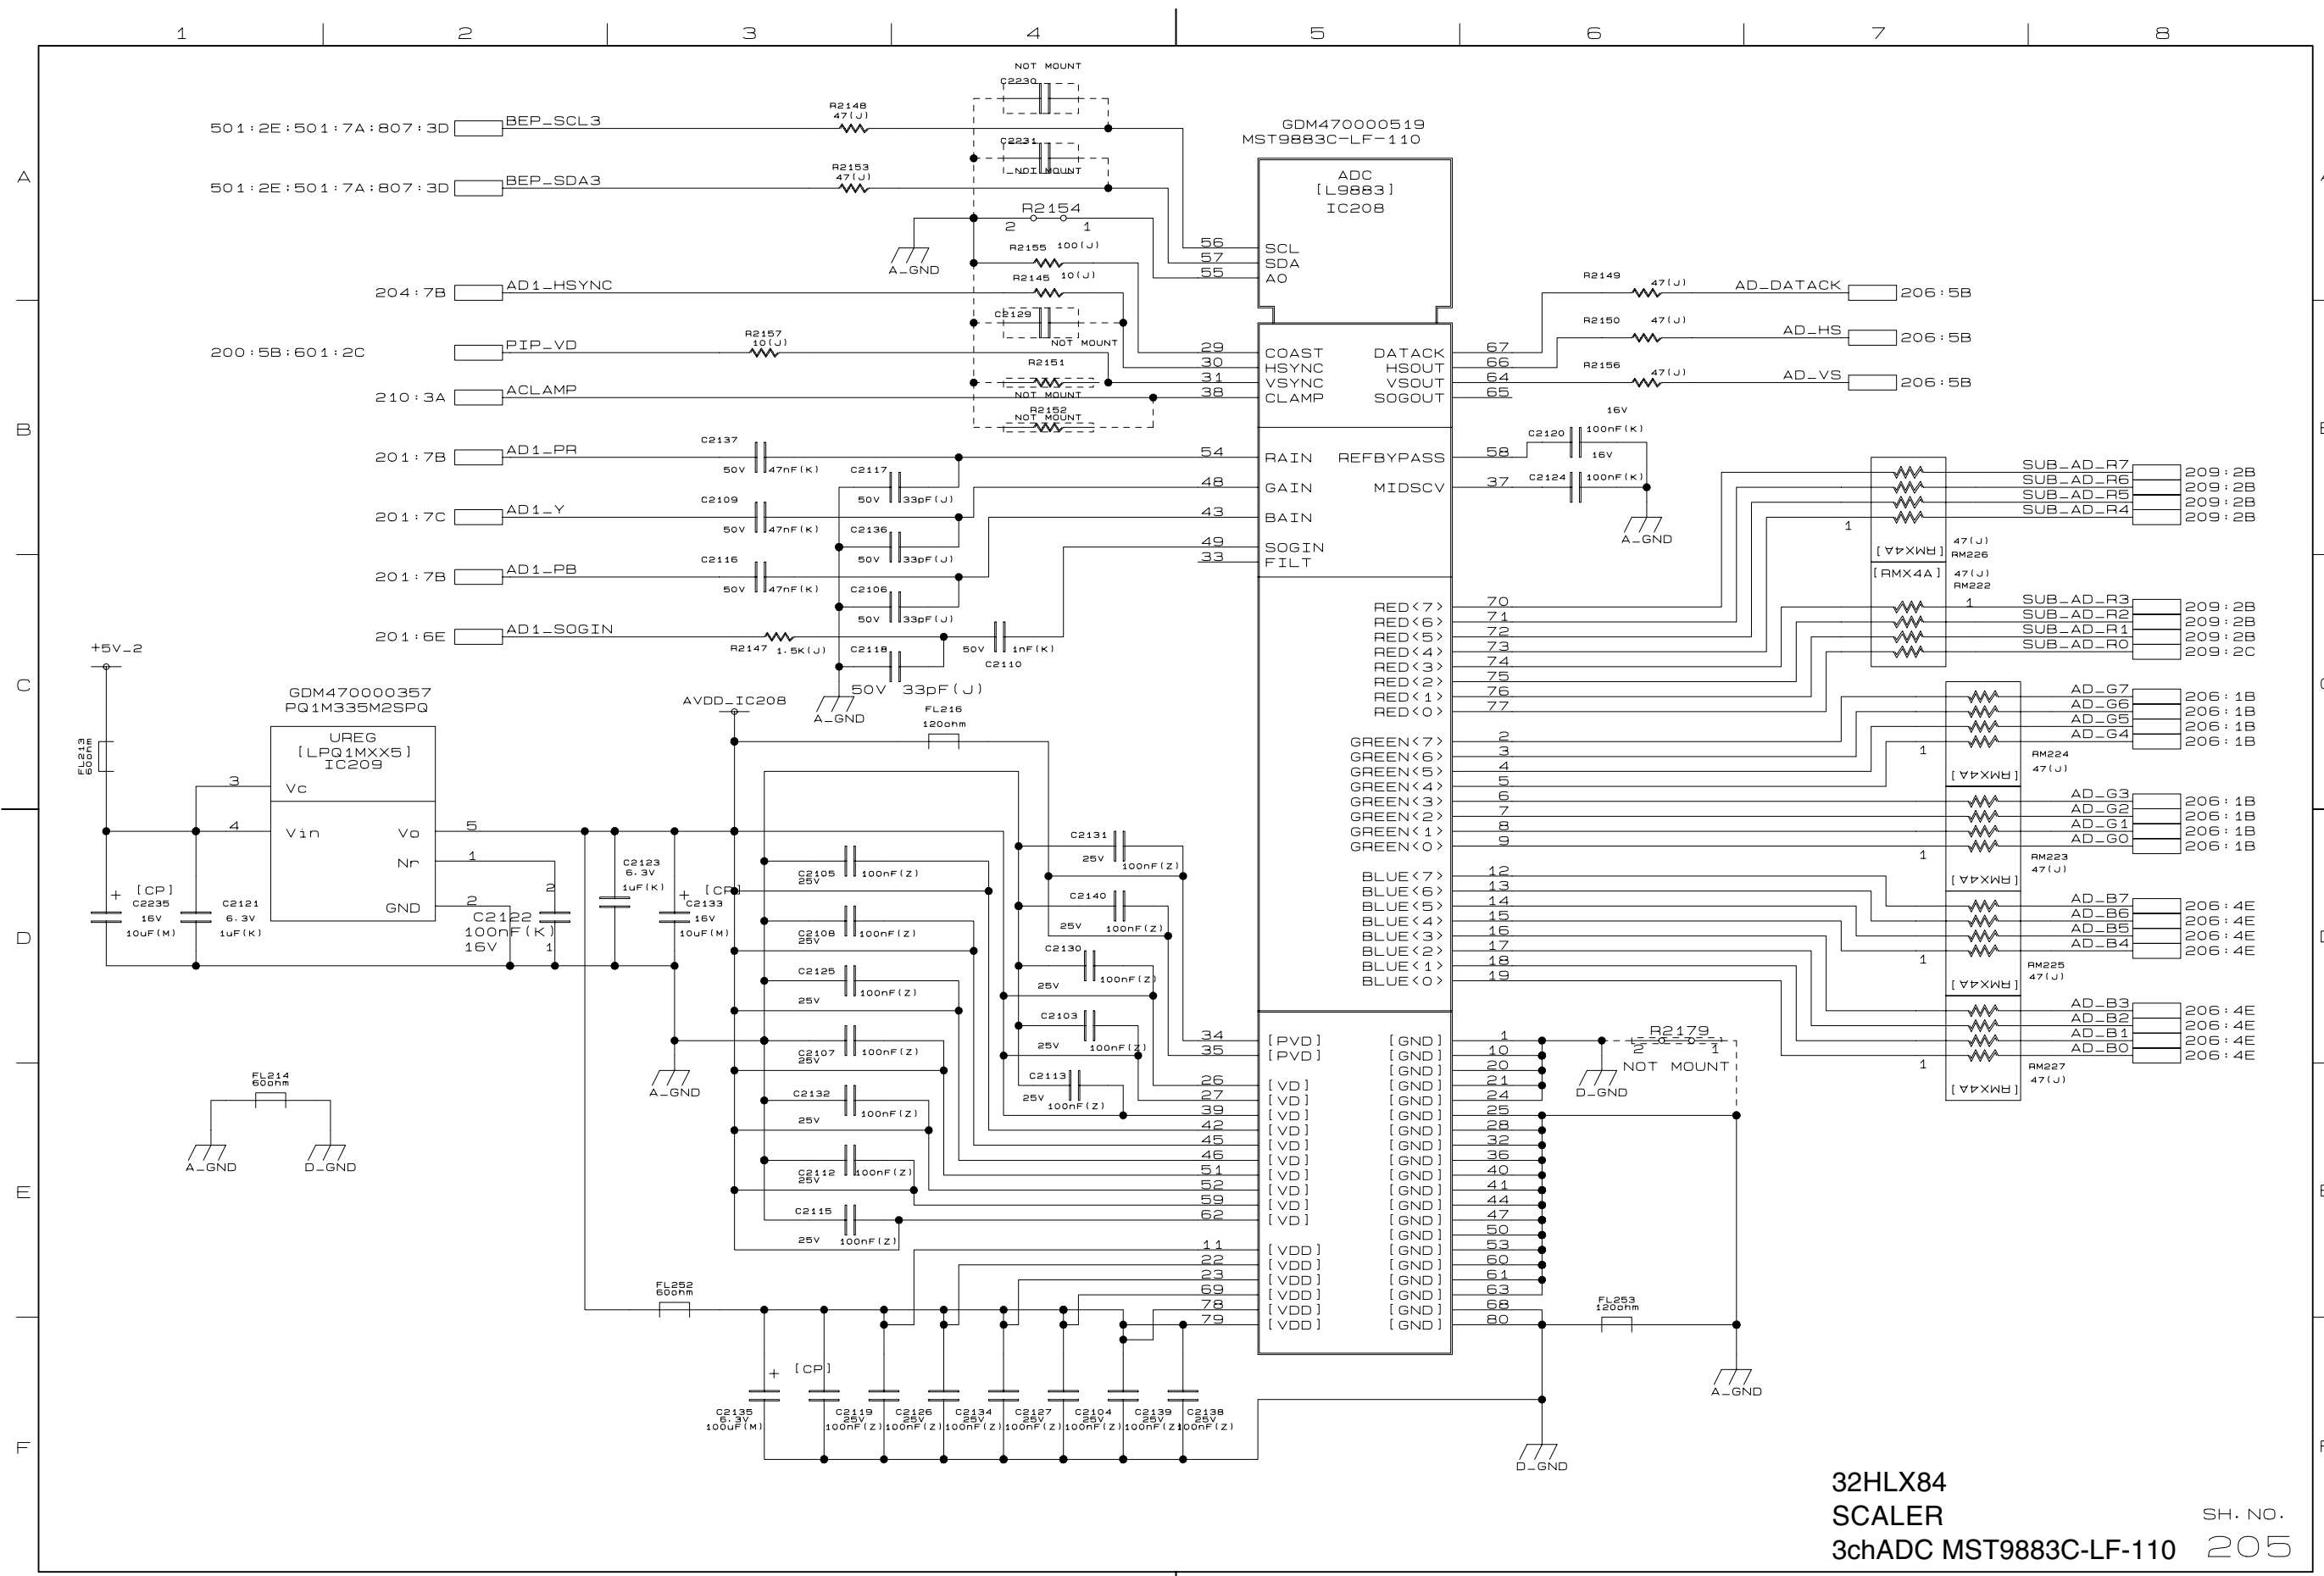 1 2 3 4 5 6 7 8
A
B
C
D
E
F
NOT MOUNT
C2230
501:2E:501:7A:807:3D BEP_SCL3
R2148
47(J)
C2231
NOT MOUNT
501:2E:501:7A:807:3D BEP_SDA3
R2153
47(J)
R2154
2 1
A_GND
R2155 100(J)
R2145 10(J)
204:7B AD1_HSYNC
C2129
NOT MOUNT
200:5B:601:2C PIP_VD
R2157
10(J)
R2151
NOT MOUNT
210:3A ACLAMP
R2152
NOT MOUNT
201:7B AD1_PR
C2137
50V 47nF(K)
C2117
50V 33pF(J)
201:7C AD1_Y
C2109
50V 47nF(K)
C2136
50V 33pF(J)
201:7B AD1_PB
C2116
50V 47nF(K)
C2106
50V 33pF(J)
201:6E AD1_SOGIN
R2147 1.5K(J)
C2118
50V 33pF(J)
50V 1nF(K)
C2110
A_GND
GDM470000519
MST9883C-LF-110
ADC
[L9883]
IC208
56 SCL
57 SDA
55 A0
29 COAST DATACK 67
30 HSYNC HSOUT 66
31 VSYNC VSOUT 64
38 CLAMP SOGOUT 65
54 RAIN REFBYPASS 58
48 GAIN MIDSCV 37
43 BAIN
49 SOGIN
33 FILT
RED<7> 70
RED<6> 71
RED<5> 72
RED<4> 73
RED<3> 74
RED<2> 75
RED<1> 76
RED<0> 77
GREEN<7> 2
GREEN<6> 3
GREEN<5> 4
GREEN<4> 5
GREEN<3> 6
GREEN<2> 7
GREEN<1> 8
GREEN<0> 9
BLUE<7> 12
BLUE<6> 13
BLUE<5> 14
BLUE<4> 15
BLUE<3> 16
BLUE<2> 17
BLUE<1> 18
BLUE<0> 19
34 [PVD] [GND] 1
35 [PVD] [GND] 10
[GND] 20
26 [VD] [GND] 21
27 [VD] [GND] 24
39 [VD] [GND] 25
42 [VD] [GND] 28
45 [VD] [GND] 32
46 [VD] [GND] 36
51 [VD] [GND] 40
52 [VD] [GND] 41
59 [VD] [GND] 44
62 [VD] [GND] 47
[GND] 50
11 [VDD] [GND] 53
22 [VDD] [GND] 60
23 [VDD] [GND] 61
69 [VDD] [GND] 63
78 [VDD] [GND] 68
79 [VDD] [GND] 80
R2149 47(J) AD_DATACK 206:5B
R2150 47(J) AD_HS 206:5B
R2156 47(J) AD_VS 206:5B
16V
C2120 100nF(K)
16V
C2124 100nF(K)
A_GND
SUB_AD_R7 209:2B
SUB_AD_R6 209:2B
SUB_AD_R5 209:2B
SUB_AD_R4 209:2B
1
[RMX4A] 47(J)
RM226
[RMX4A] 47(J)
RM222
1
SUB_AD_R3 209:2B
SUB_AD_R2 209:2B
SUB_AD_R1 209:2B
SUB_AD_R0 209:2C
AD_G7 206:1B
AD_G6 206:1B
AD_G5 206:1B
AD_G4 206:1B
1
RM224
[RMX4A] 47(J)
AD_G3 206:1B
AD_G2 206:1B
AD_G1 206:1B
AD_G0 206:1B
1
RM223
[RMX4A] 47(J)
AD_B7 206:4E
AD_B6 206:4E
AD_B5 206:4E
AD_B4 206:4E
1
RM225
[RMX4A] 47(J)
AD_B3 206:4E
AD_B2 206:4E
AD_B1 206:4E
AD_B0 206:4E
1
RM227
[RMX4A] 47(J)
R2179
2 1
NOT MOUNT
D_GND
FL253
120ohm
A_GND
D_GND
+5V_2
FL213
60ohm
GDM470000357
PQ1M335M2SPQ
UREG
[LPQ1MXX5]
IC209
3 Vc
4 Vin Vo 5
Nr 1
GND 2
+ [CP]
C2235
16V
10uF(M)
C2121
6.3V
1uF(K)
2
C2122
100nF(K)
16V
1
C2123
6.3V
1uF(K)
+ [CP]
C2133
16V
10uF(M)
A_GND
FL214
60ohm
A_GND D_GND
AVDD_IC208
FL216
120ohm
C2105
25V 100nF(Z)
C2108
25V 100nF(Z)
C2125
25V 100nF(Z)
C2107
25V 100nF(Z)
C2132
25V 100nF(Z)
C2112
25V 100nF(Z)
C2115
25V 100nF(Z)
C2131
25V 100nF(Z)
C2140
25V 100nF(Z)
C2130
25V 100nF(Z)
C2103
25V 100nF(Z)
C2113
25V 100nF(Z)
FL252
60ohm
+ [CP]
C2135
6.3V
100uF(M)
C2119
25V
100nF(Z)
C2126
25V
100nF(Z)
C2134
25V
100nF(Z)
C2127
25V
100nF(Z)
C2104
25V
100nF(Z)
C2139
25V
100nF(Z)
C2138
25V
100nF(Z)
32HLX84
SCALER
3chADC MST9883C-LF-110
SH. NO.
205